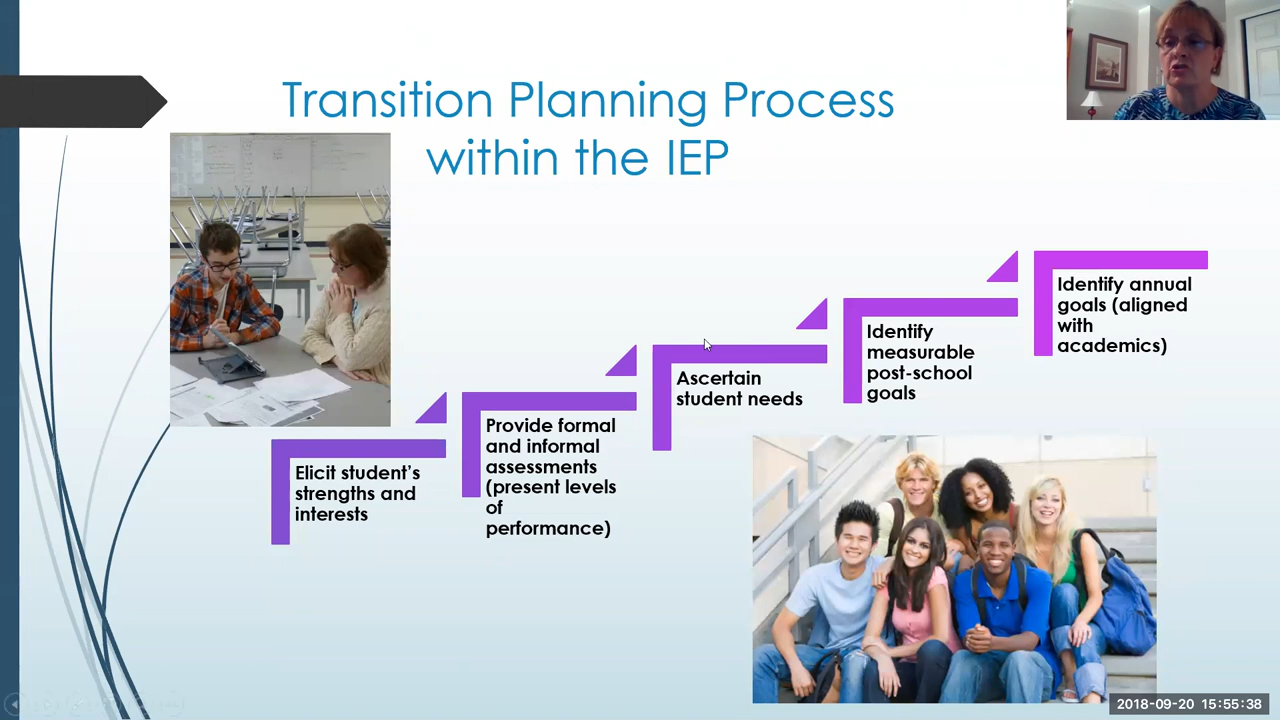 Transition Planning Process
within the IEP
Elicit student's
strengths and
interests
Provide formal
and informal
assessments
(present levels
of
performance)
Ascertain
student needs
Identify
measurable
post-school
goals
Identify annual
goals (aligned
with
academics)
2018-09-20 15:55:38